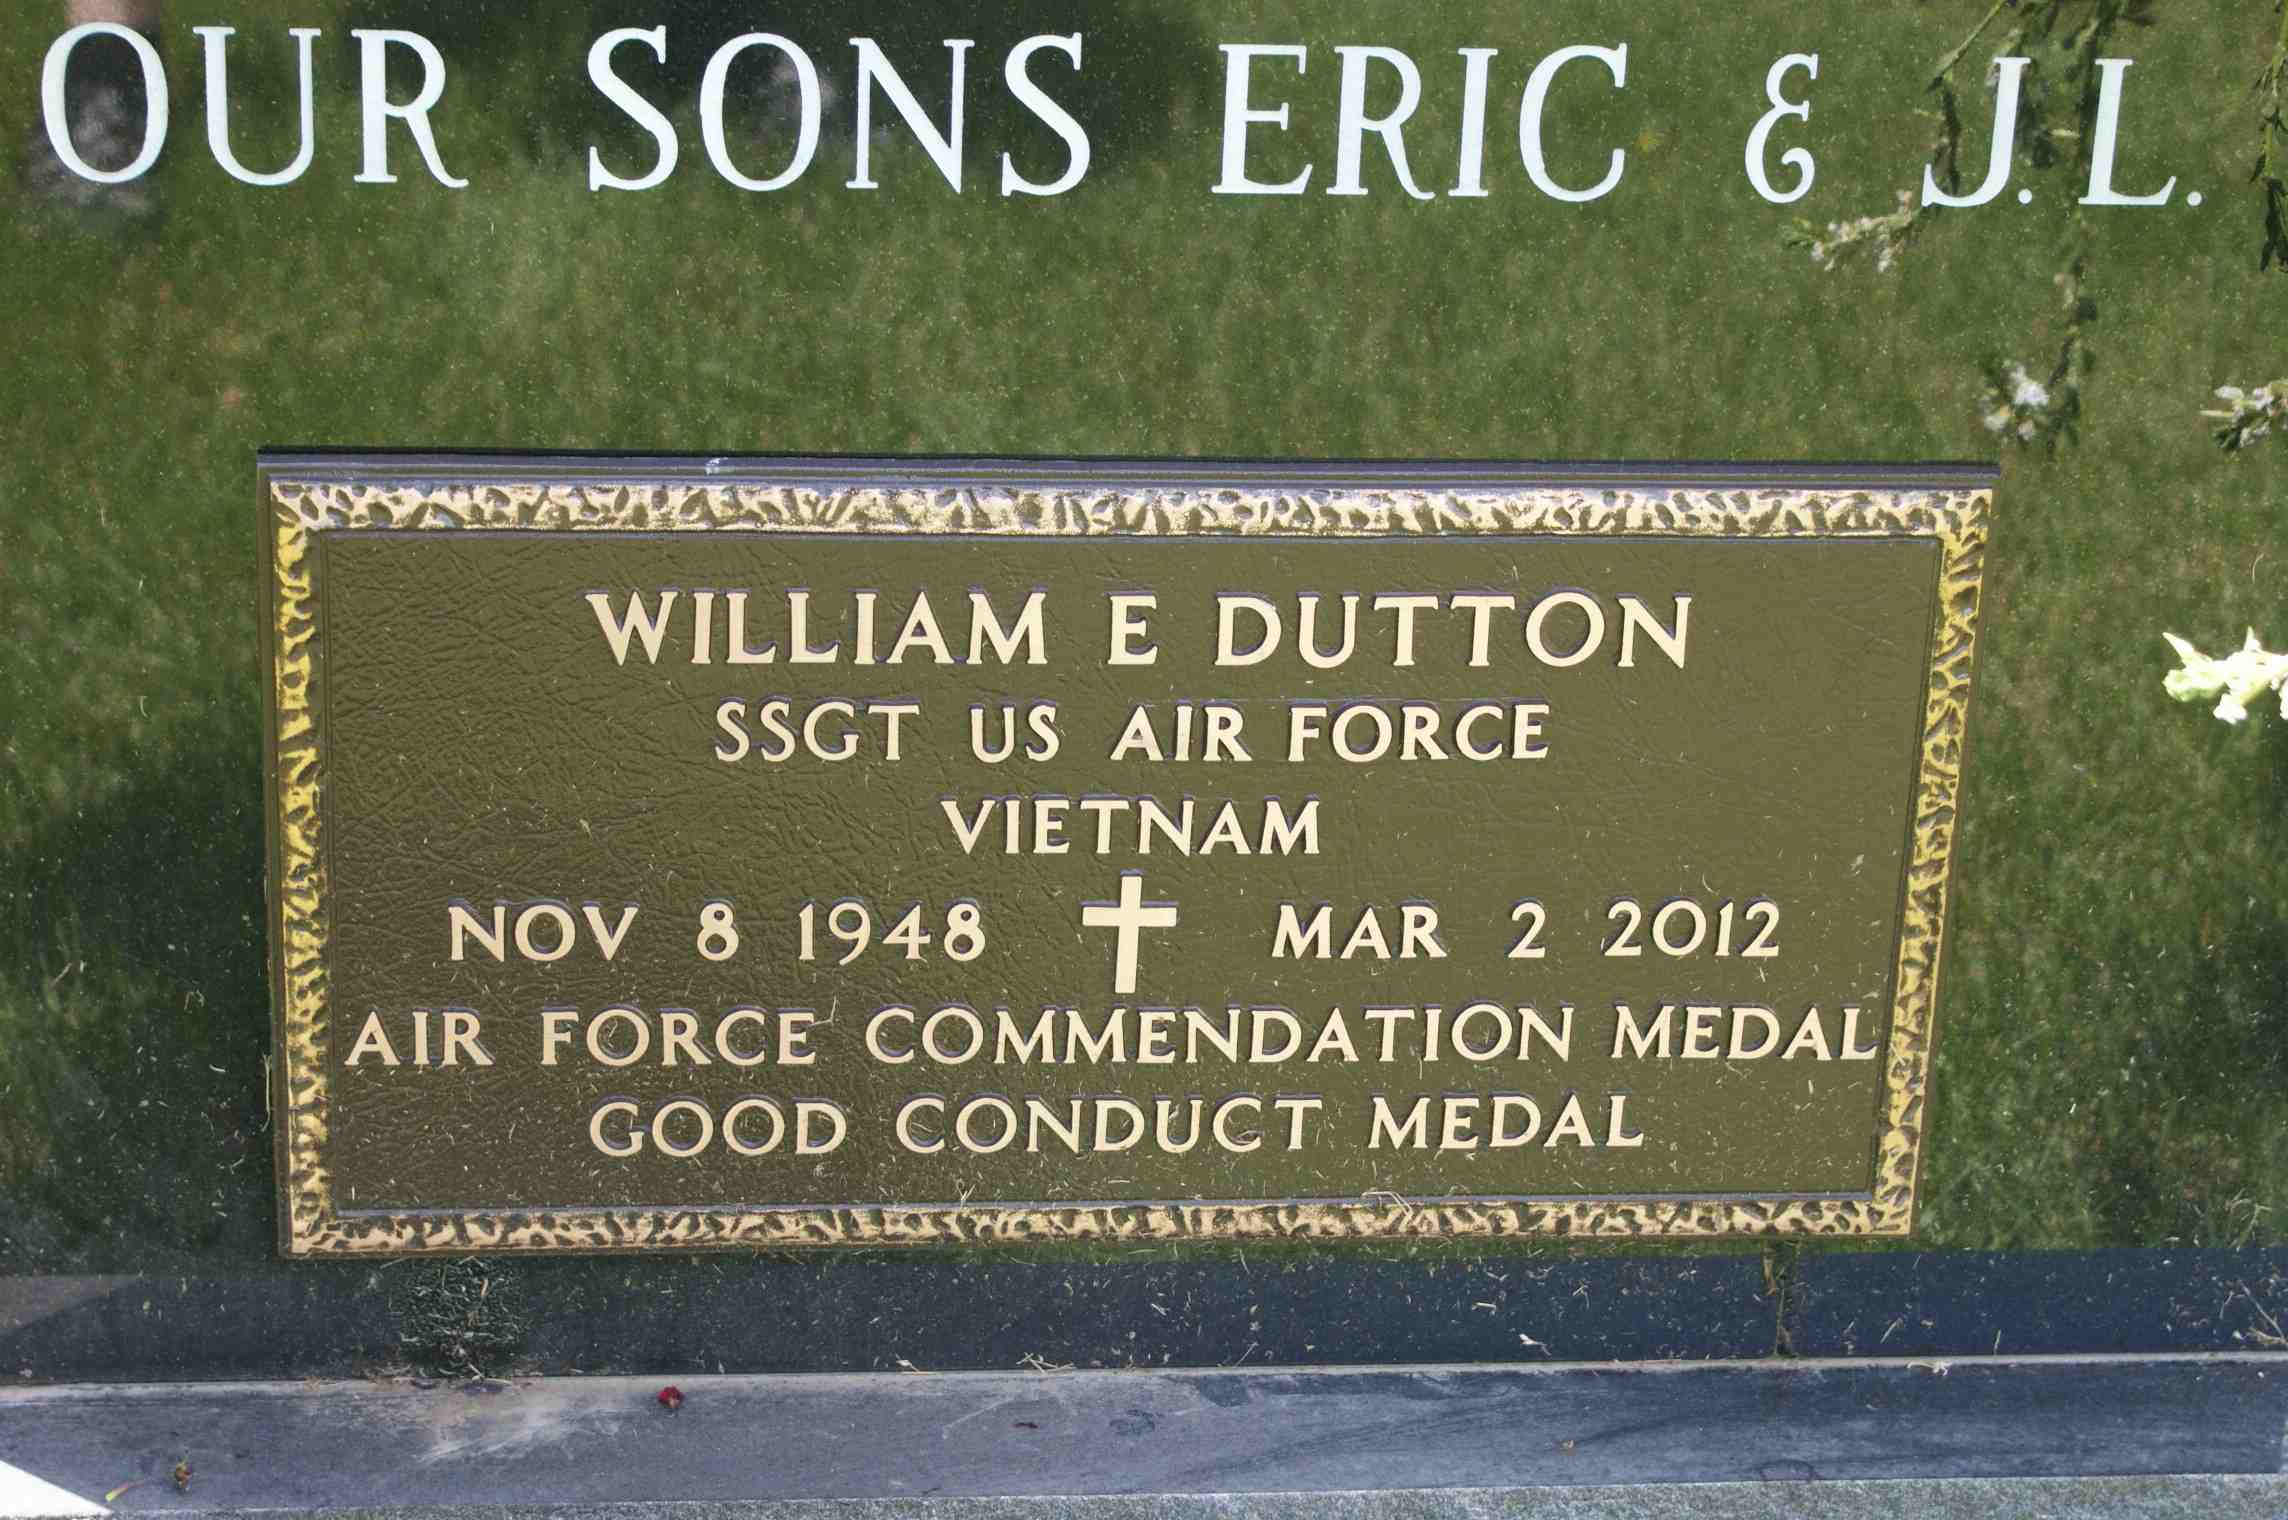 OUR SONS ERIC & J.L.
WILLIAM E DUTTON
SSGT US AIR FORCE
VIETNAM
NOV 8 1948 MAR 2 2012
AIR FORCE COMMENDATION MEDAL
GOOD CONDUCT MEDAL